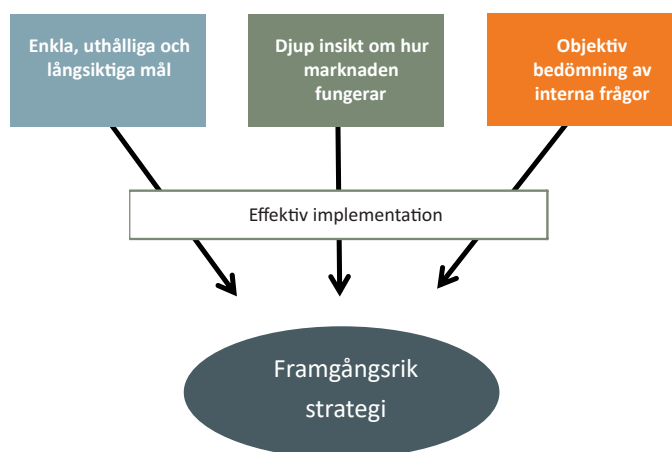 Enkla, uthålliga och
långsiktiga mål
Djup insikt om hur
marknaden
fungerar
Objektiv
bedömning av
interna frågor
Effektiv implementation
Framgångsrik
strategi